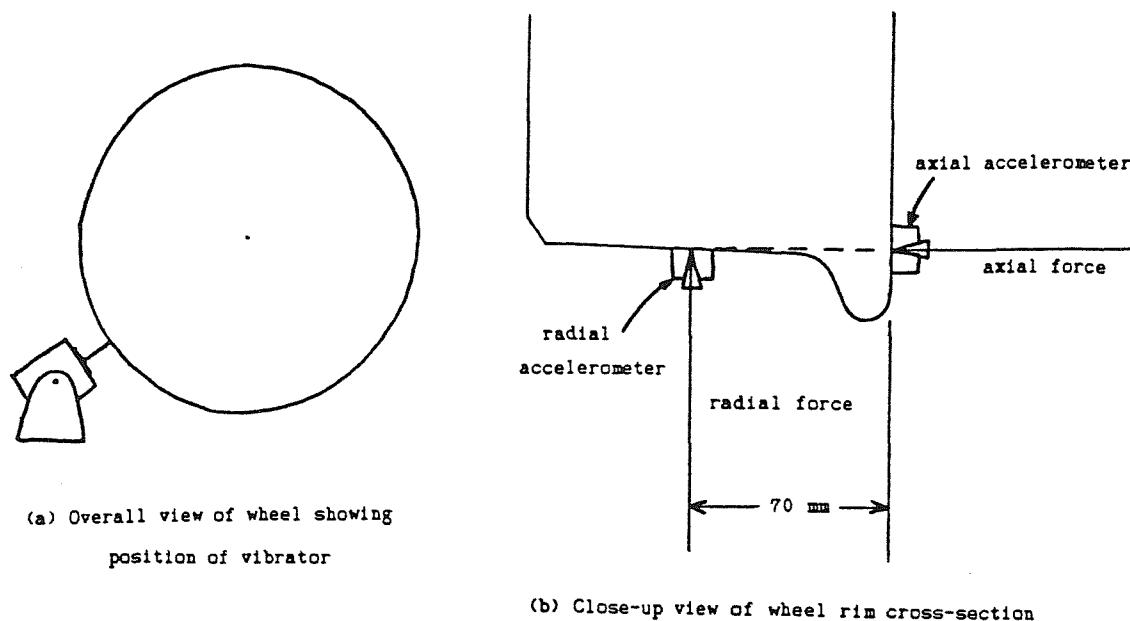 axial accelerometer
axial force
radial
accelerometer
radial force
70 mm
(a) Overall view of wheel showing
position of vibrator
(b) Close-up view of wheel rim cross-section